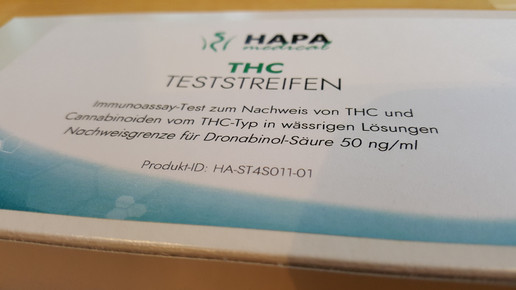 HAPA
medical
THC
TESTSTREIFEN
Immunoassay-Test zum Nachweis von THC und
Cannabinoiden vom THC-Typ in wässrigen Lösungen
Nachweisgrenze für Dronabinol-Säure 50 ng/ml
Produkt-ID: HA-ST4S011-01